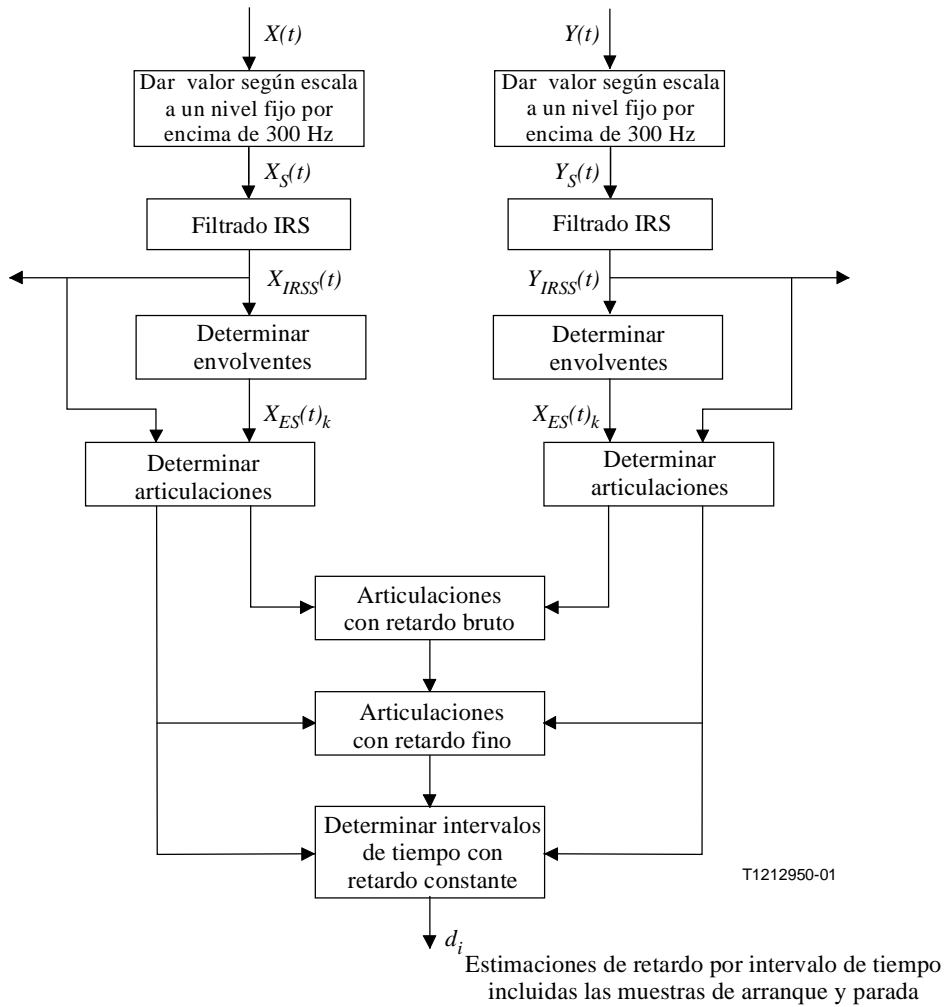 X(t)
Y(t)
Dar valor según escala
a un nivel fijo por
encima de 300 Hz
Dar valor según escala
a un nivel fijo por
encima de 300 Hz
X_S(t)
Y_S(t)
Filtrado IRS
Filtrado IRS
X_IRSS(t)
Y_IRSS(t)
Determinar
envolventes
Determinar
envolventes
X_ES(t)_k
X_ES(t)_k
Determinar
articulaciones
Determinar
articulaciones
Articulaciones
con retardo bruto
Articulaciones
con retardo fino
Determinar intervalos
de tiempo con
retardo constante
T1212950-01
d_i
Estimaciones de retardo por intervalo de tiempo
incluidas las muestras de arranque y parada